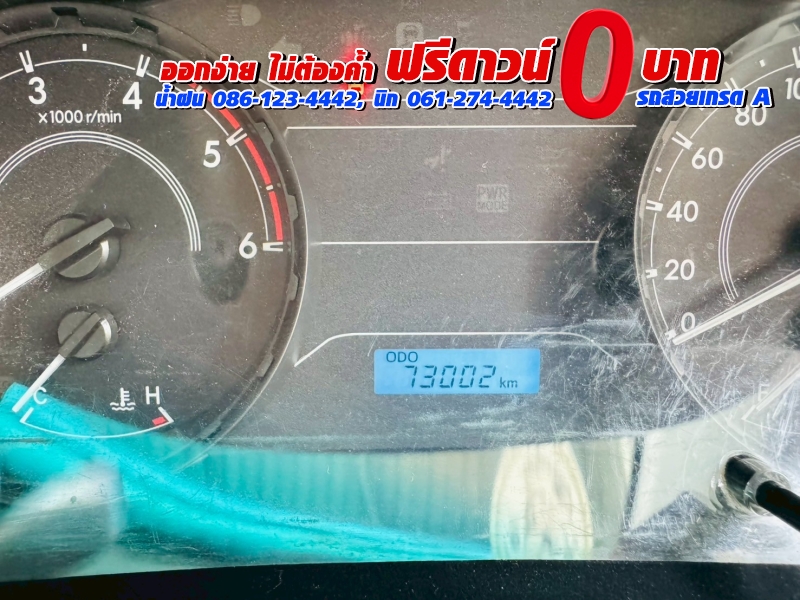 ออกง่าย ไม่ต้องค้ำ ฟรีดาวน์ 0 บาท
น้ำฝน 086-123-4442, นิก 061-274-4442 รถสวยเกรด A
3 4 5 6
x1000 r/min
PWR
MODE
0 20 40 60 80
C H
ODO
73002 km